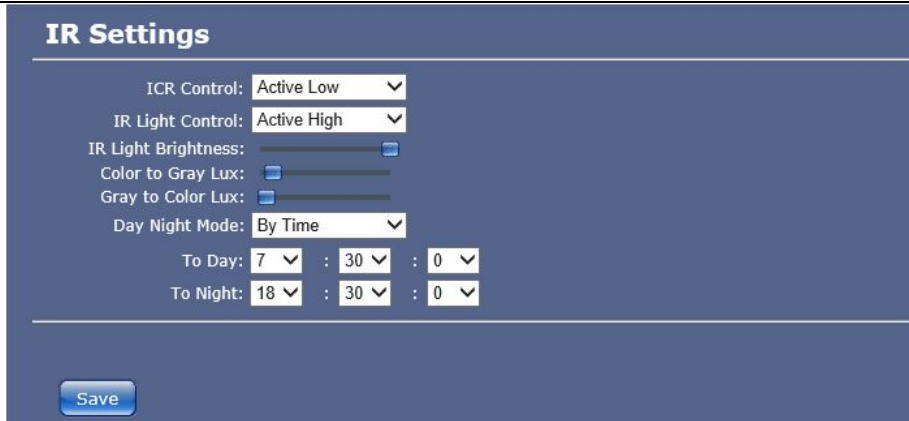 IR Settings
ICR Control: Active Low
IR Light Control: Active High
IR Light Brightness:
Color to Gray Lux:
Gray to Color Lux:
Day Night Mode: By Time
To Day: 7 : 30 : 0
To Night: 18 : 30 : 0
Save